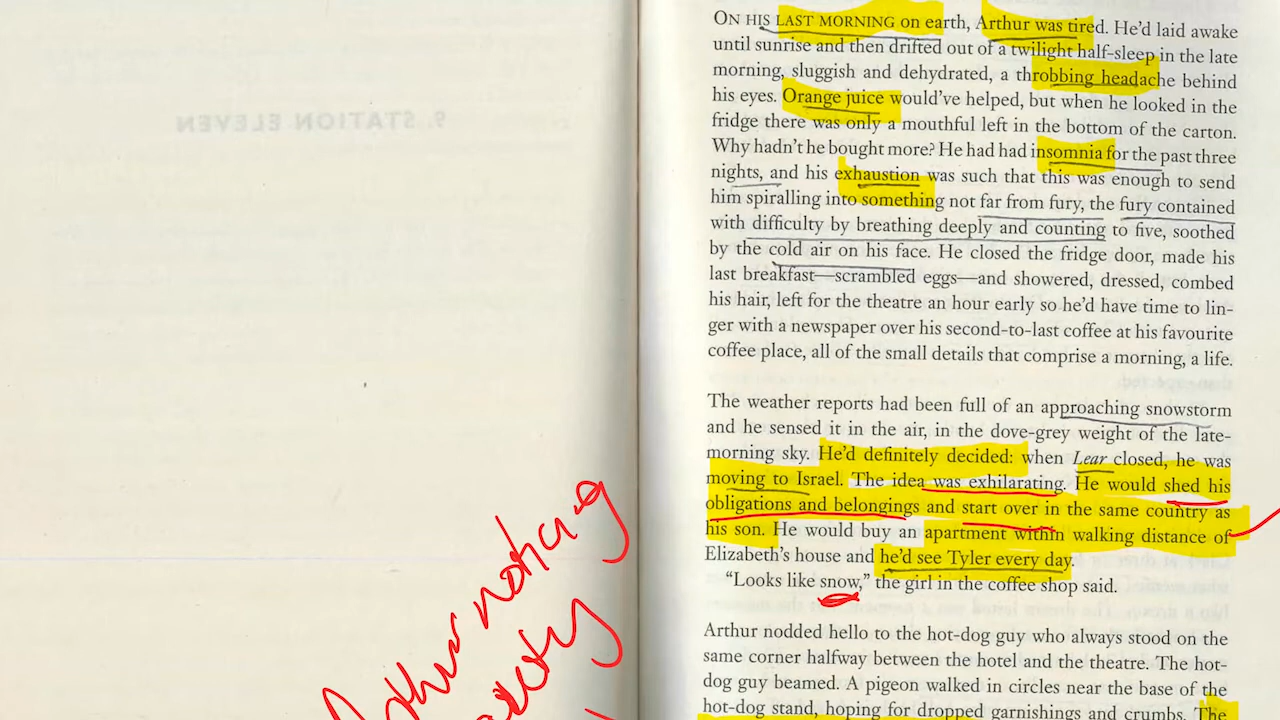 9. STATION ELEVEN
Arthur noticing
ON HIS LAST MORNING on earth, Arthur was tired. He'd laid awake
until sunrise and then drifted out of a twilight half-sleep in the late
morning, sluggish and dehydrated, a throbbing headache behind
his eyes. Orange juice would've helped, but when he looked in the
fridge there was only a mouthful left in the bottom of the carton.
Why hadn't he bought more? He had had insomnia for the past three
nights, and his exhaustion was such that this was enough to send
him spiralling into something not far from fury, the fury contained
with difficulty by breathing deeply and counting to five, soothed
by the cold air on his face. He closed the fridge door, made his
last breakfast—scrambled eggs—and showered, dressed, combed
his hair, left for the theatre an hour early so he'd have time to lin-
ger with a newspaper over his second-to-last coffee at his favourite
coffee place, all of the small details that comprise a morning, a life.
The weather reports had been full of an approaching snowstorm
and he sensed it in the air, in the dove-grey weight of the late-
morning sky. He'd definitely decided: when Lear closed, he was
moving to Israel. The idea was exhilarating. He would shed his
obligations and belongings and start over in the same country as
his son. He would buy an apartment within walking distance of
Elizabeth's house and he'd see Tyler every day.
"Looks like snow," the girl in the coffee shop said.
Arthur nodded hello to the hot-dog guy who always stood on the
same corner halfway between the hotel and the theatre. The hot-
dog guy beamed. A pigeon walked in circles near the base of the
hot-dog stand, hoping for dropped garnishings and crumbs. The